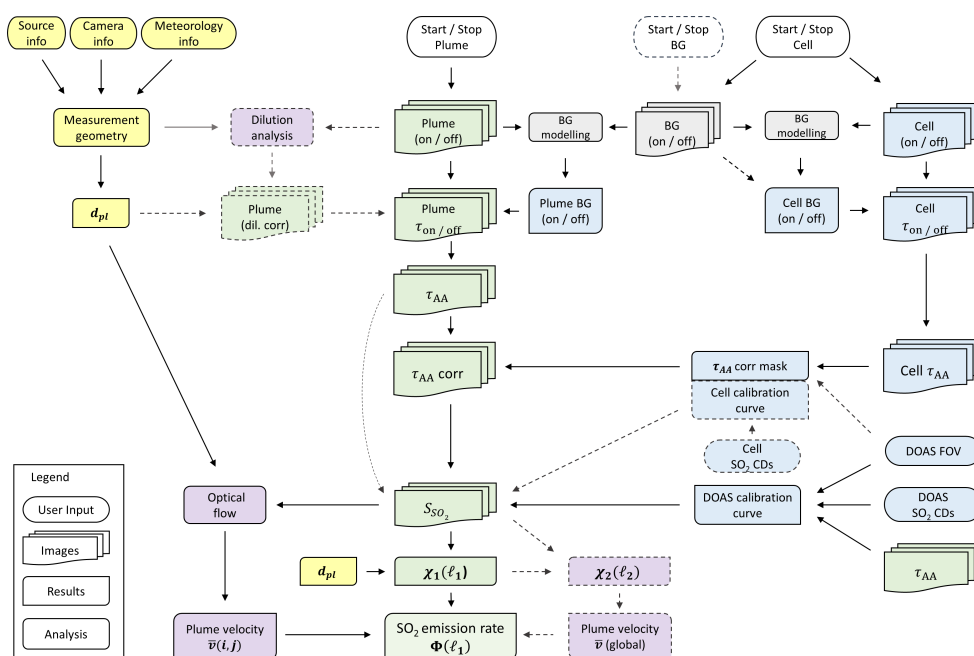 Source
info
Camera
info
Meteorology
info
Start / Stop
Plume
Start / Stop
BG
Start / Stop
Cell
Measurement
geometry
Dilution
analysis
Plume
(on / off)
BG
modelling
BG
(on / off)
BG
modelling
Cell
(on / off)
d_pl
Plume
(dil. corr)
Plume
τ_on / off
Plume BG
(on / off)
Cell BG
(on / off)
Cell
τ_on / off
τ_AA
τ_AA corr
τ_AA corr mask
Cell τ_AA
Cell calibration
curve
Cell
SO₂ CDs
DOAS FOV
Legend
User Input
Images
Results
Analysis
Optical
flow
S_SO₂
DOAS calibration
curve
DOAS
SO₂ CDs
τ_AA
d_pl
χ₁(ℓ₁)
χ₂(ℓ₂)
Plume velocity
v̅(i,j)
SO₂ emission rate
Φ(ℓ₁)
Plume velocity
v̅ (global)